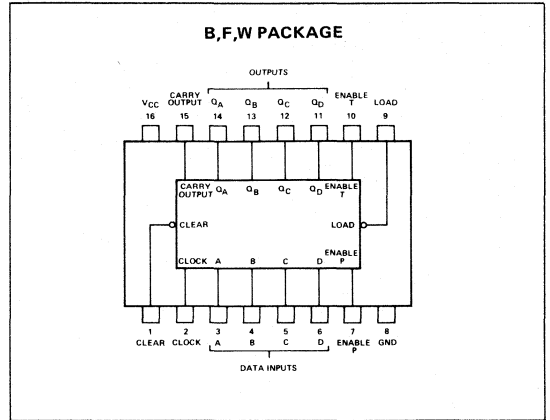 B,F,W PACKAGE
OUTPUTS
VCC CARRY OUTPUT QA QB QC QD ENABLE T LOAD
16 15 14 13 12 11 10 9
CARRY OUTPUT QA QB QC QD ENABLE T
CLEAR LOAD
CLOCK A B C D ENABLE P
1 2 3 4 5 6 7 8
CLEAR CLOCK A B C D ENABLE P GND
DATA INPUTS